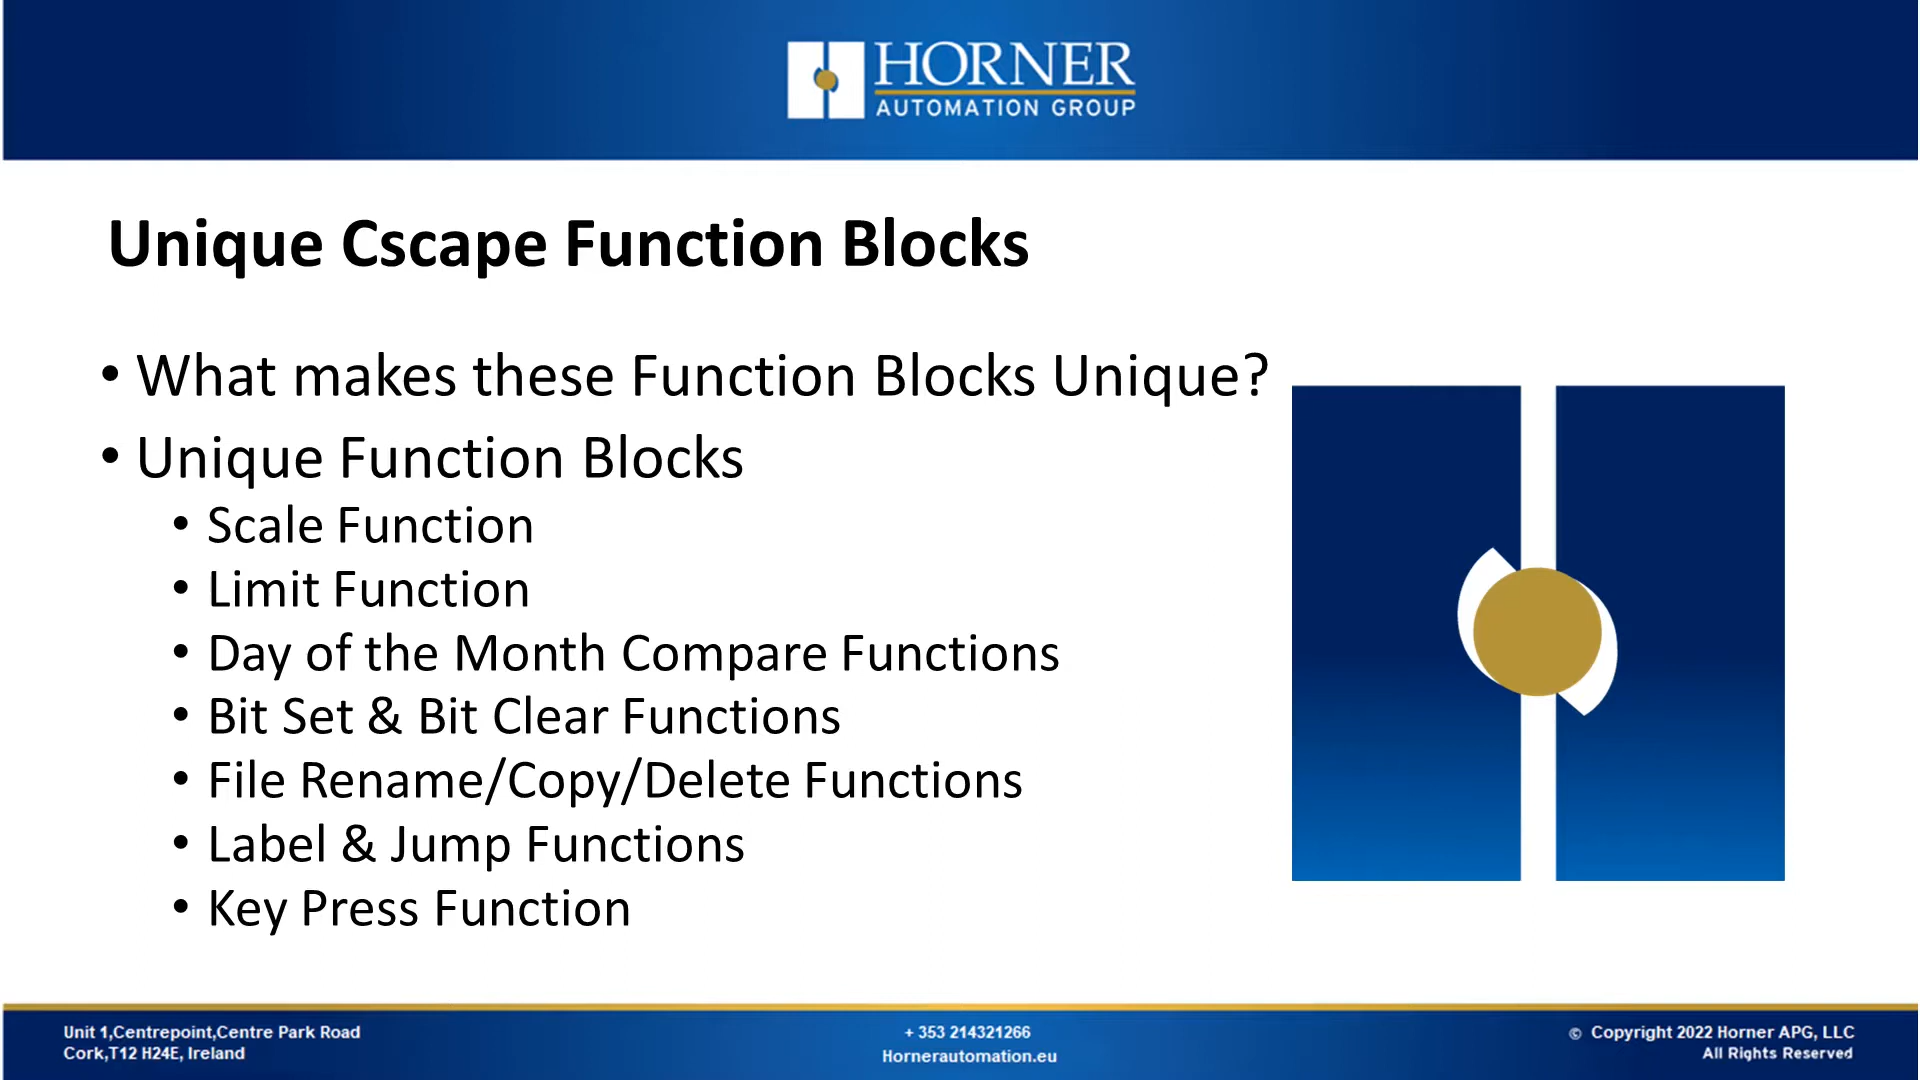 HORNER
AUTOMATION GROUP
Unique Cscape Function Blocks
• What makes these Function Blocks Unique?
• Unique Function Blocks
• Scale Function
• Limit Function
• Day of the Month Compare Functions
• Bit Set & Bit Clear Functions
• File Rename/Copy/Delete Functions
• Label & Jump Functions
• Key Press Function
Unit 1,Centrepoint,Centre Park Road
Cork,T12 H24E, Ireland
+ 353 214321266
Hornerautomation.eu
© Copyright 2022 Horner APG, LLC
All Rights Reserved